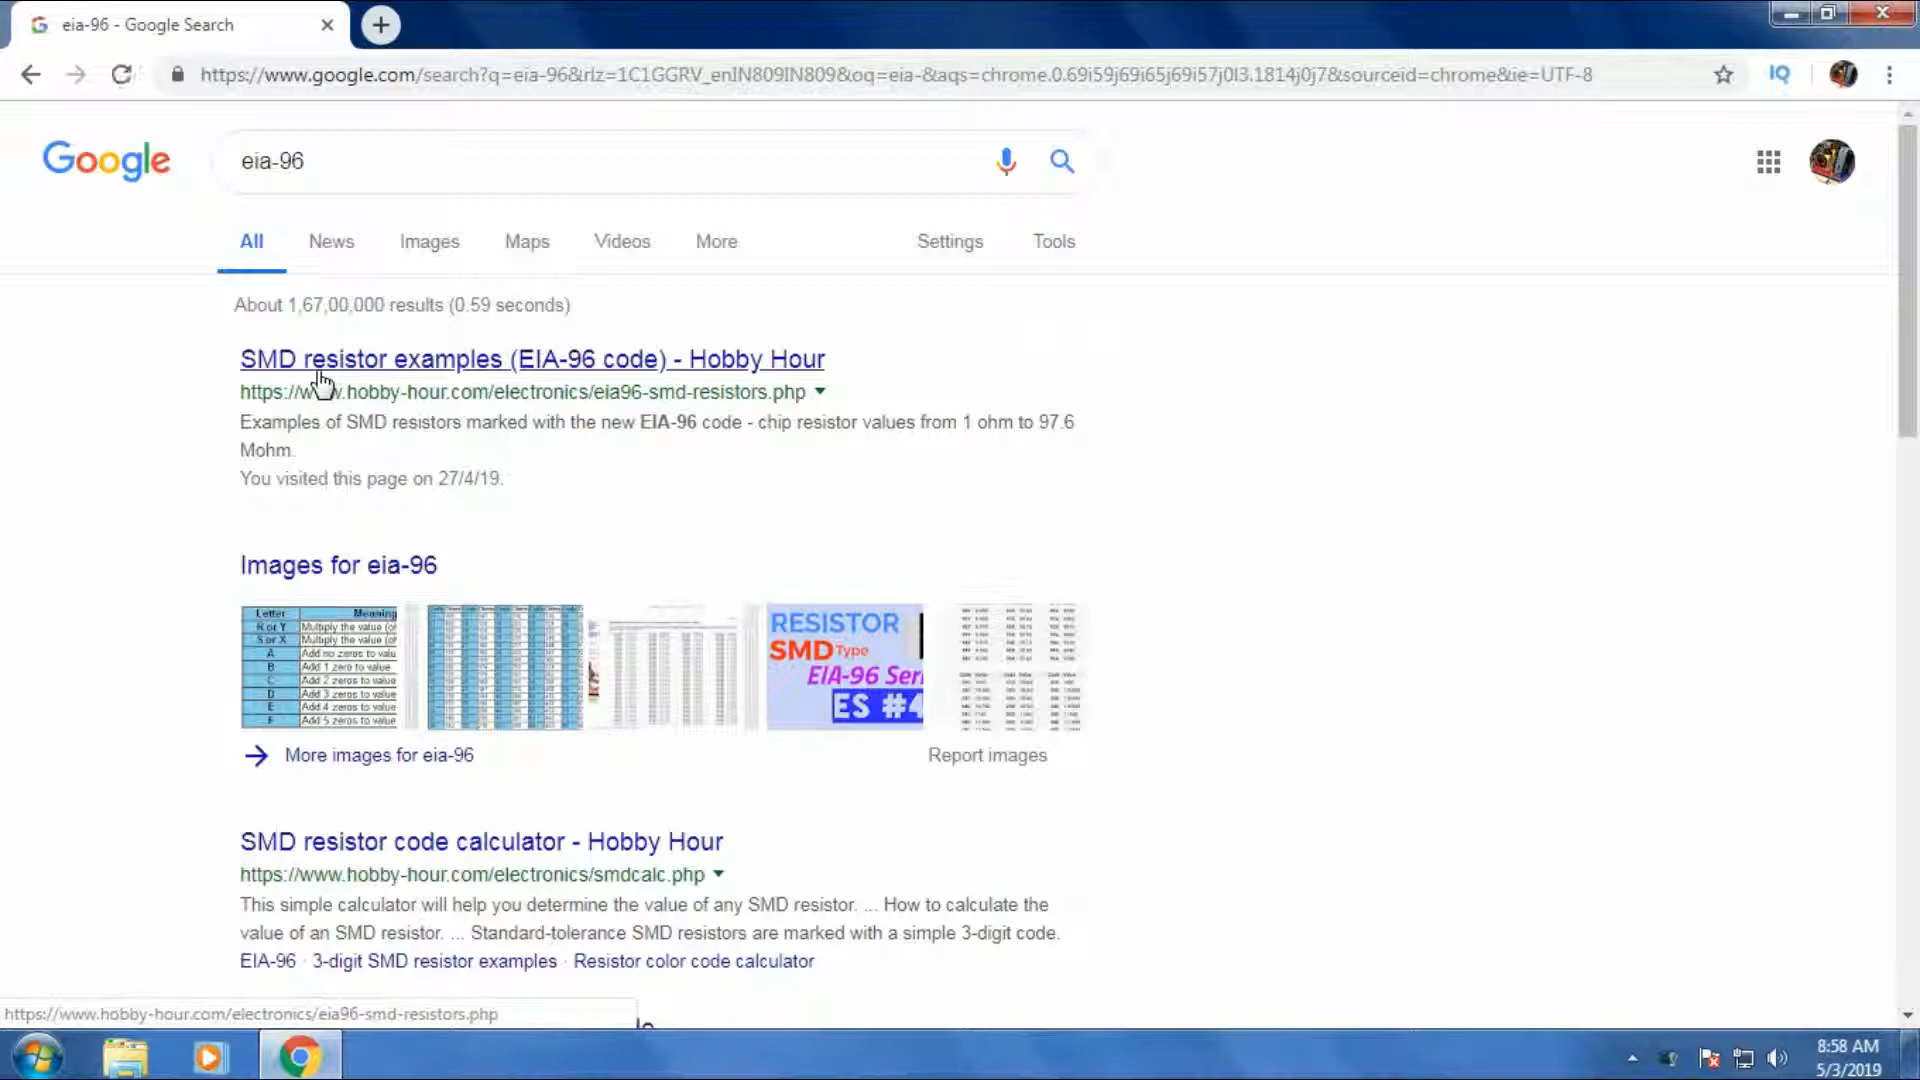 eia-96 - Google Search
https://www.google.com/search?q=eia-96&rlz=1C1GGRV_enIN809IN809&oq=eia-&aqs=chrome.0.69i59j69i65j69i57j0l3.1814j0j7&sourceid=chrome&ie=UTF-8
IQ
Google
eia-96
All News Images Maps Videos More Settings Tools
About 1,67,00,000 results (0.59 seconds)
SMD resistor examples (EIA-96 code) - Hobby Hour
https://www.hobby-hour.com/electronics/eia96-smd-resistors.php
Examples of SMD resistors marked with the new EIA-96 code - chip resistor values from 1 ohm to 97.6
Mohm.
You visited this page on 27/4/19.
Images for eia-96
Letter Meaning
R or Y Multiply the value (of
S or X Multiply the value (of
A Add no zeros to valu
B Add 1 zero to value
C Add 2 zeros to value
D Add 3 zeros to value
E Add 4 zeros to value
F Add 5 zeros to value
RESISTOR
SMD Type
EIA-96 Seri
ES #4
More images for eia-96
Report images
SMD resistor code calculator - Hobby Hour
https://www.hobby-hour.com/electronics/smdcalc.php
This simple calculator will help you determine the value of any SMD resistor. ... How to calculate the
value of an SMD resistor. ... Standard-tolerance SMD resistors are marked with a simple 3-digit code.
EIA-96 · 3-digit SMD resistor examples · Resistor color code calculator
https://www.hobby-hour.com/electronics/eia96-smd-resistors.php
8:58 AM
5/3/2019